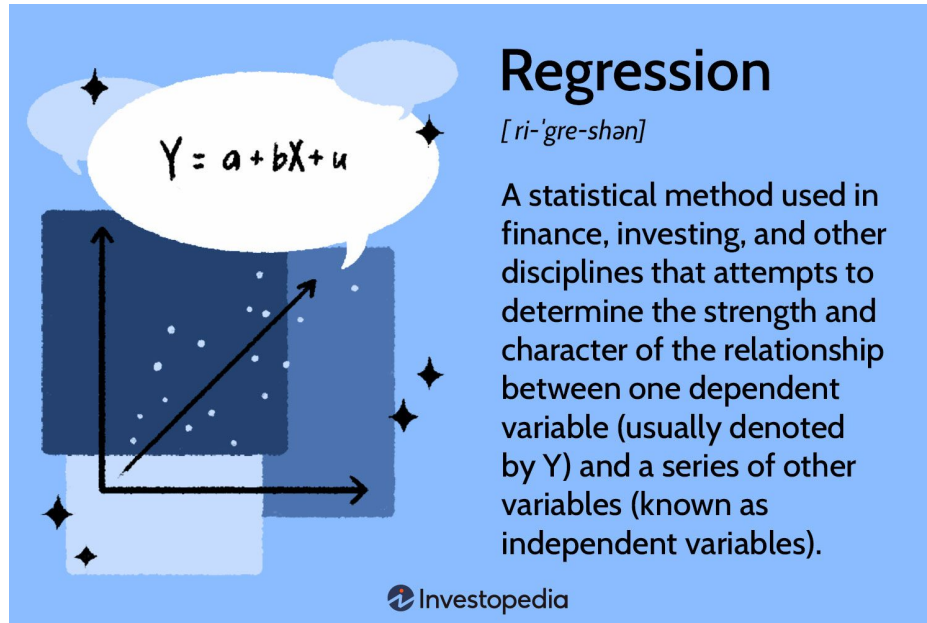 Y = a + bX + u
Regression
[ ri-ˈgre-shən]
A statistical method used in
finance, investing, and other
disciplines that attempts to
determine the strength and
character of the relationship
between one dependent
variable (usually denoted
by Y) and a series of other
variables (known as
independent variables).
Investopedia